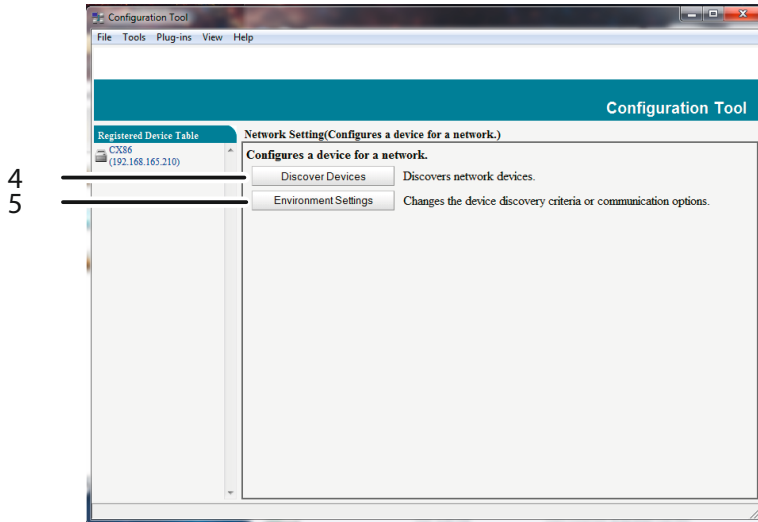 Configuration Tool
File Tools Plug-ins View Help
Configuration Tool
Registered Device Table
CX86
(192.168.165.210)
Network Setting(Configures a device for a network.)
Configures a device for a network.
4
Discover Devices Discovers network devices.
5
Environment Settings Changes the device discovery criteria or communication options.